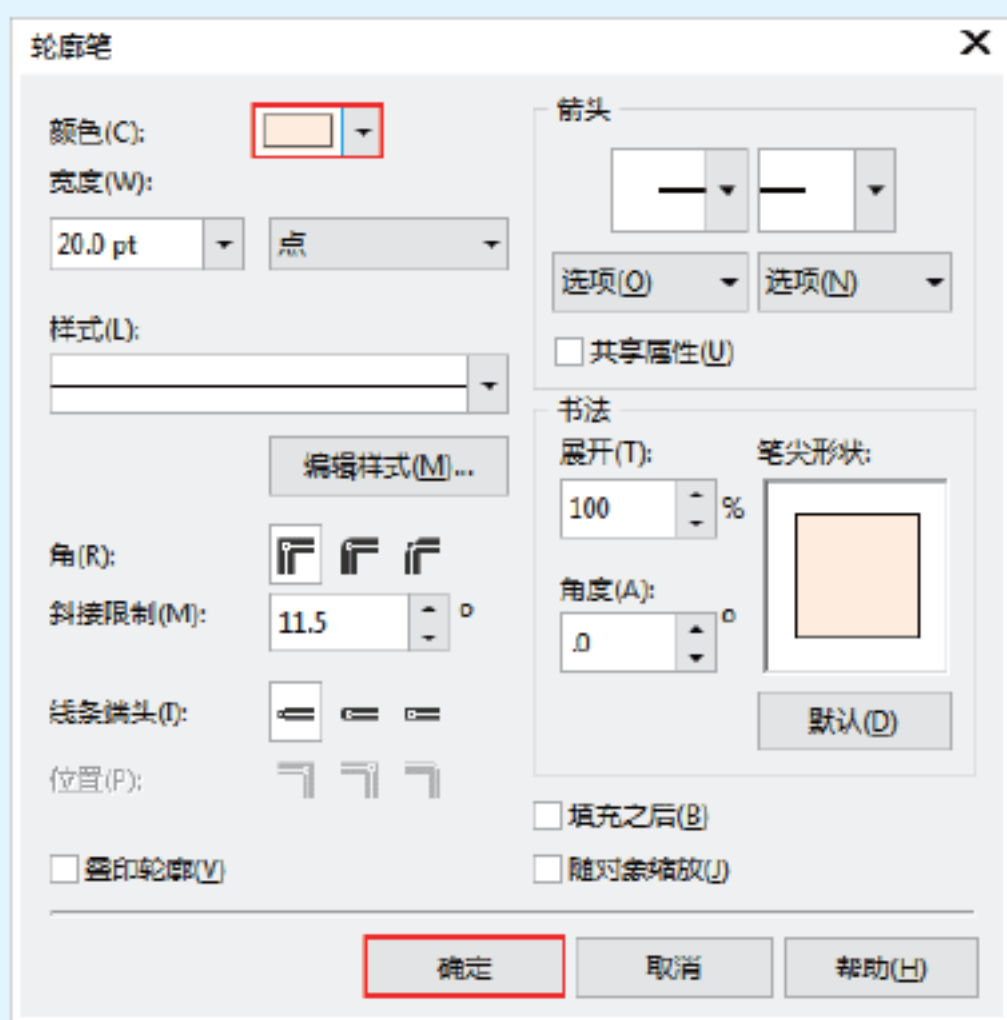 轮廓笔
颜色(C):
宽度(W):
20.0 pt
点
样式(L):
编辑样式(M)...
角(R):
斜接限制(M):
11.5
°
线条端头(I):
位置(P):
叠印轮廓(V)
箭头
选项(O)
选项(N)
共享属性(U)
书法
展开(T):
笔尖形状:
100
%
角度(A):
.0
°
默认(D)
填充之后(B)
随对象缩放(J)
确定
取消
帮助(H)